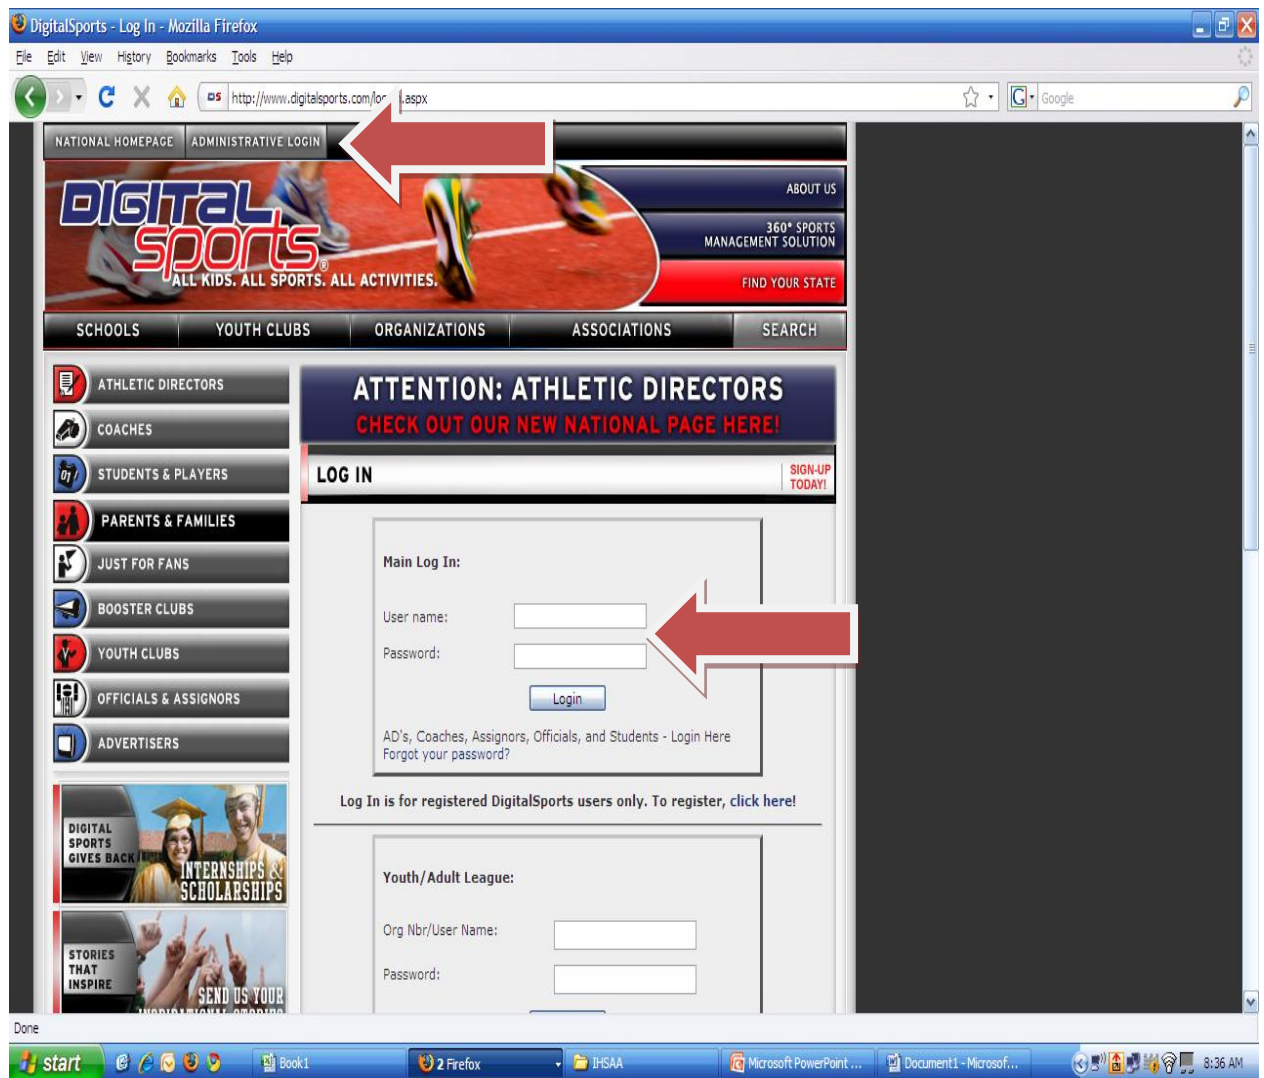 DigitalSports - Log In - Mozilla Firefox
File Edit View History Bookmarks Tools Help
Google
NATIONAL HOMEPAGE ADMINISTRATIVE LOGIN
DIGITAL
sports®
ALL KIDS. ALL SPORTS. ALL ACTIVITIES.
ABOUT US
360° SPORTS
MANAGEMENT SOLUTION
FIND YOUR STATE
SCHOOLS YOUTH CLUBS ORGANIZATIONS ASSOCIATIONS SEARCH
ATHLETIC DIRECTORS
COACHES
STUDENTS & PLAYERS
PARENTS & FAMILIES
JUST FOR FANS
BOOSTER CLUBS
YOUTH CLUBS
OFFICIALS & ASSIGNORS
ADVERTISERS
DIGITAL
SPORTS
GIVES BACK
INTERNSHIPS &
SCHOLARSHIPS
STORIES
THAT
INSPIRE
SEND US YOUR
ATTENTION: ATHLETIC DIRECTORS
CHECK OUT OUR NEW NATIONAL PAGE HERE!
LOG IN
SIGN-UP
TODAY!
Main Log In:
User name:
Password:
Login
AD's, Coaches, Assignors, Officials, and Students - Login Here
Forgot your password?
Log In is for registered DigitalSports users only. To register, click here!
Youth/Adult League:
Org Nbr/User Name:
Password:
Done
start Book1 2 Firefox IHSAA Microsoft PowerPoint ... Document1 - Microsof... 8:36 AM